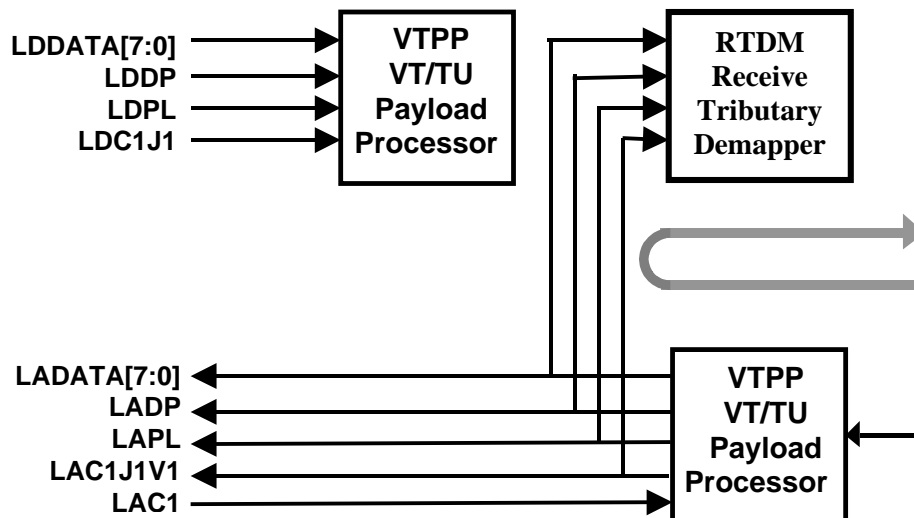 LDDATA[7:0]
LDDP
LDPL
LDC1J1
VTPP
VT/TU
Payload
Processor
RTDM
Receive
Tributary
Demapper
LADATA[7:0]
LADP
LAPL
LAC1J1V1
LAC1
VTPP
VT/TU
Payload
Processor